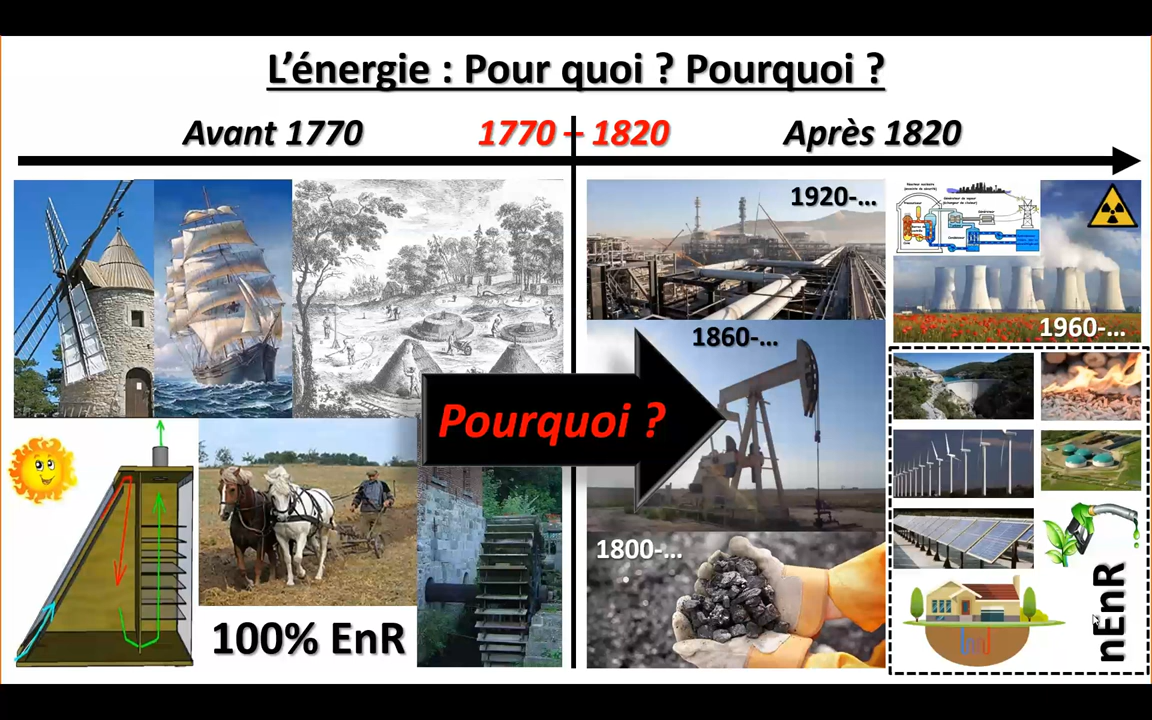 L’énergie : Pour quoi ? Pourquoi ?
Avant 1770
1770 – 1820
Après 1820
1920-…
1960-…
1860-…
Pourquoi ?
1800-…
100% EnR
nEnR